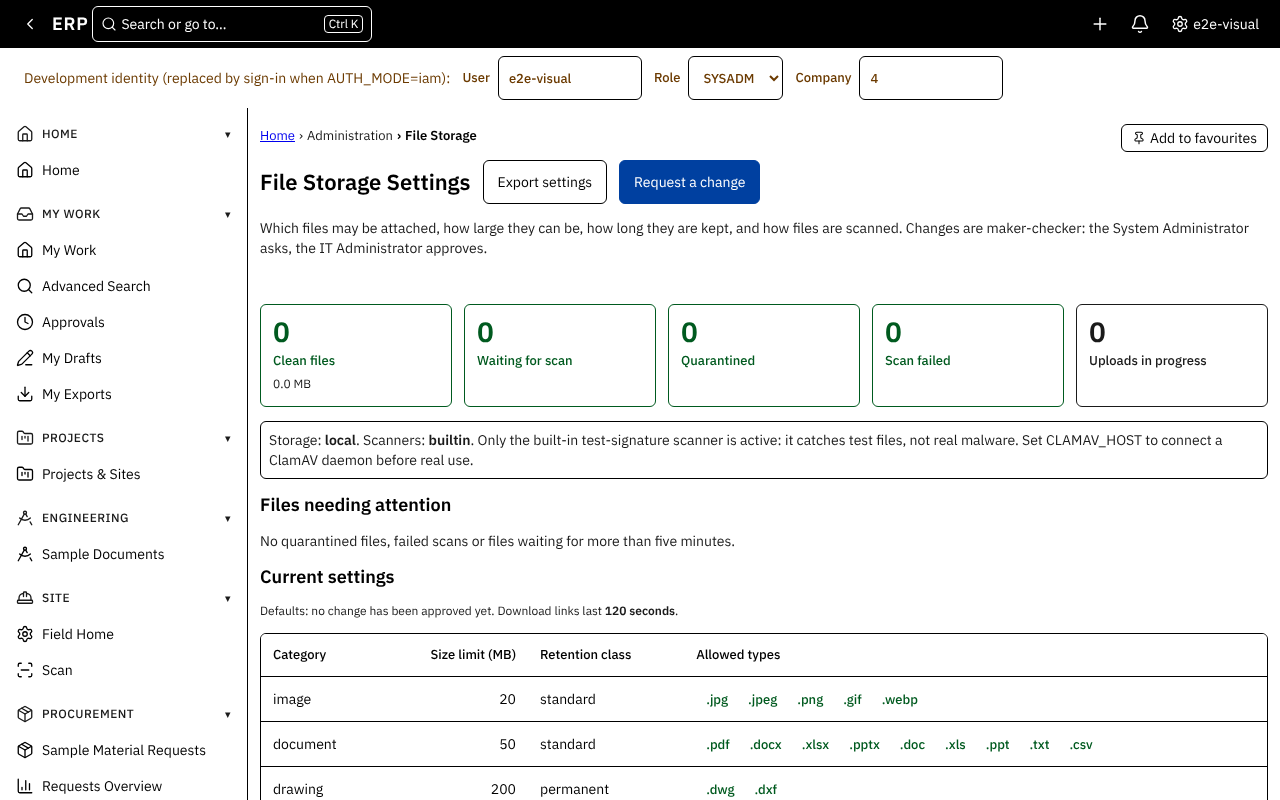 ERP
Search or go to...
Ctrl K
e2e-visual
Development identity (replaced by sign-in when AUTH_MODE=iam):
User
e2e-visual
Role
SYSADM
Company
4
HOME
Home
MY WORK
My Work
Advanced Search
Approvals
My Drafts
My Exports
PROJECTS
Projects & Sites
ENGINEERING
Sample Documents
SITE
Field Home
Scan
PROCUREMENT
Sample Material Requests
Requests Overview
Home › Administration › File Storage
Add to favourites
File Storage Settings
Export settings
Request a change
Which files may be attached, how large they can be, how long they are kept, and how files are scanned. Changes are maker-checker: the System Administrator
asks, the IT Administrator approves.
0
Clean files
0.0 MB
0
Waiting for scan
0
Quarantined
0
Scan failed
0
Uploads in progress
Storage: local. Scanners: builtin. Only the built-in test-signature scanner is active: it catches test files, not real malware. Set CLAMAV_HOST to connect a
ClamAV daemon before real use.
Files needing attention
No quarantined files, failed scans or files waiting for more than five minutes.
Current settings
Defaults: no change has been approved yet. Download links last 120 seconds.
Category Size limit (MB) Retention class Allowed types
image 20 standard .jpg .jpeg .png .gif .webp
document 50 standard .pdf .docx .xlsx .pptx .doc .xls .ppt .txt .csv
drawing 200 permanent .dwg .dxf